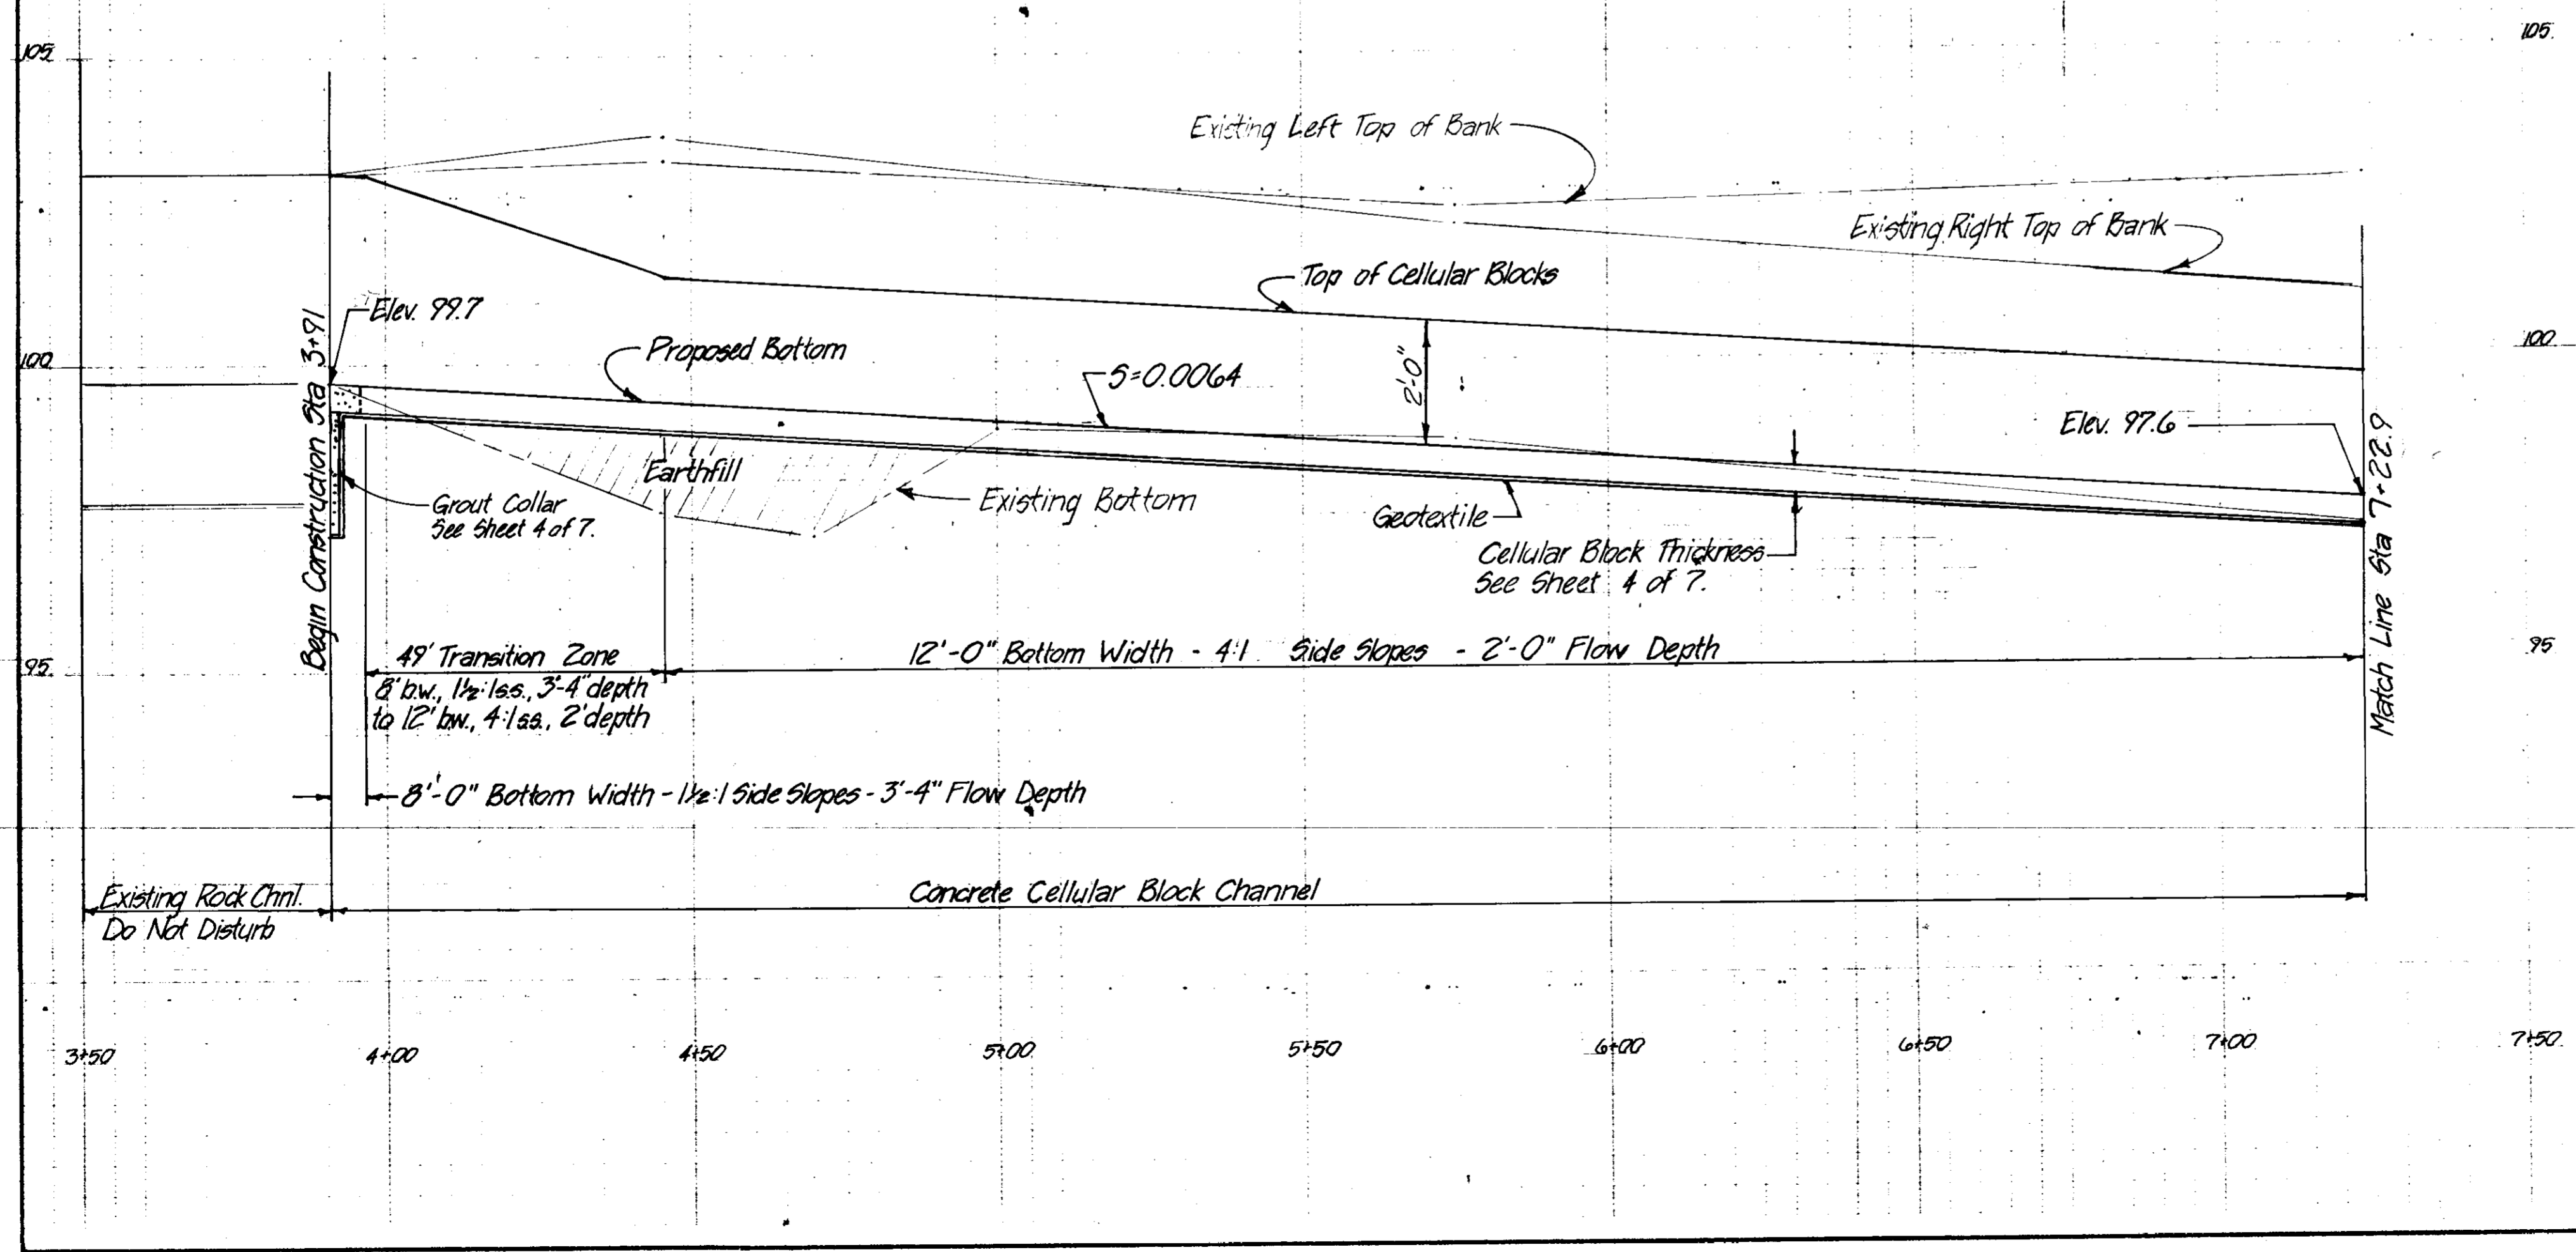 105
105
Existing Left Top of Bank
Existing Right Top of Bank
Top of Cellular Blocks
Elev. 99.7
Proposed Bottom
100
100
S=0.0064
2'-0"
Elev. 97.6
Begin Construction Sta 3+91
Earthfill
Grout Collar
See Sheet 4 of 7.
Existing Bottom
Geotextile
Cellular Block Thickness
See Sheet 4 of 7.
Match Line Sta 7+22.9
95
95
49' Transition Zone
8' b.w., 1½:1 s.s., 3'-4" depth
to 12' b.w., 4:1 s.s., 2' depth
12'-0" Bottom Width - 4:1 Side Slopes - 2'-0" Flow Depth
8'-0" Bottom Width - 1½:1 Side Slopes - 3'-4" Flow Depth
Existing Rock Chnl.
Do Not Disturb
Concrete Cellular Block Channel
3+50
4+00
4+50
5+00
5+50
6+00
6+50
7+00
7+50